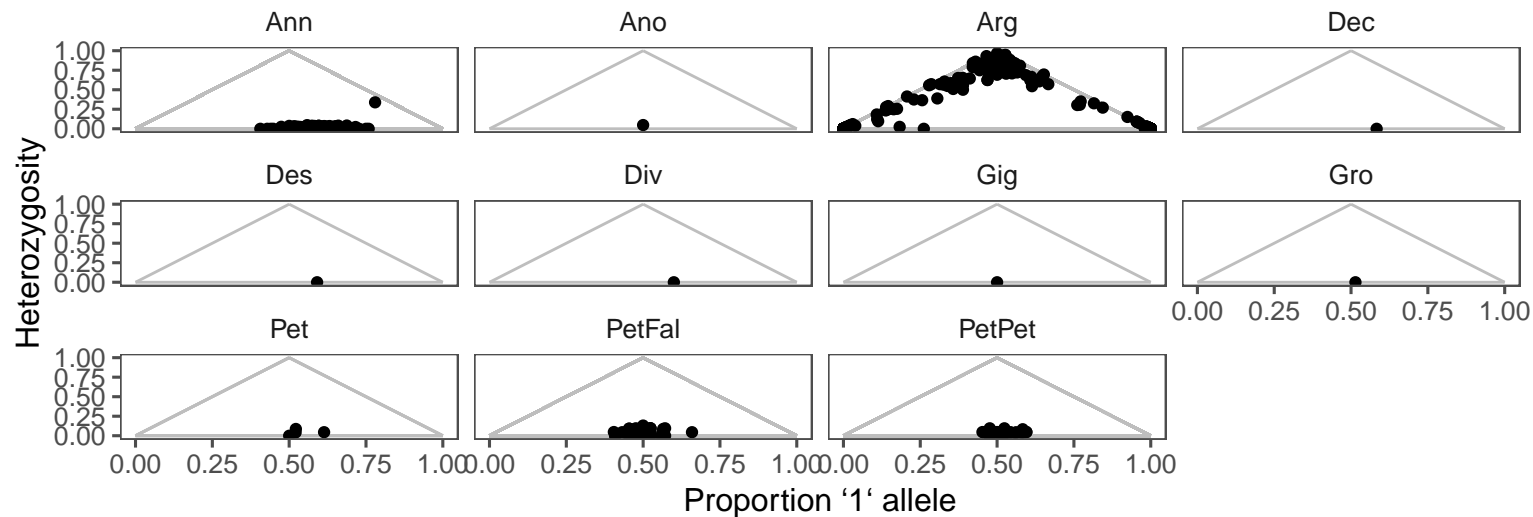 Ann Ano Arg Dec
1.00
0.75
0.50
0.25
0.00
Des Div Gig Gro
1.00
0.75
0.50
0.25
0.00
0.00 0.25 0.50 0.75 1.00
Pet PetFal PetPet
1.00
0.75
0.50
0.25
0.00
0.00 0.25 0.50 0.75 1.00 0.00 0.25 0.50 0.75 1.00 0.00 0.25 0.50 0.75 1.00
Heterozygosity
Proportion ‘1‘ allele